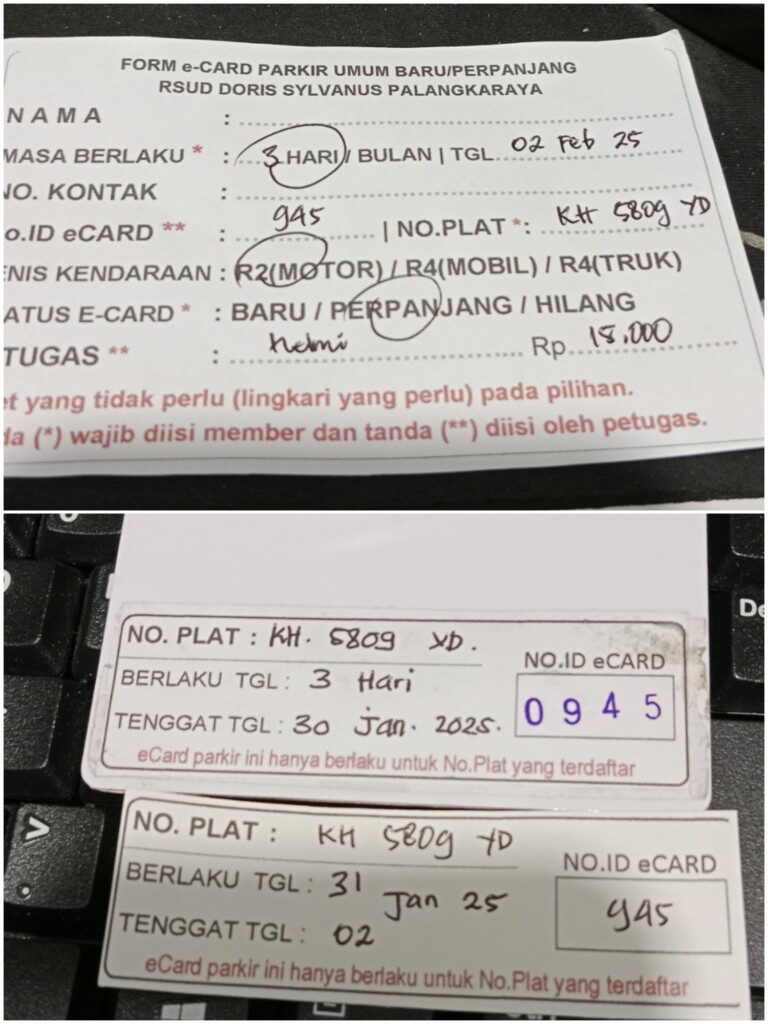 FORM e-CARD PARKIR UMUM BARU/PERPANJANG
RSUD DORIS SYLVANUS PALANGKARAYA
NAMA :
MASA BERLAKU * : 3 HARI / BULAN | TGL 02 Feb 25
NO. KONTAK :
o.ID eCARD ** : 945 | NO.PLAT *: KH 5809 YD
ENIS KENDARAAN : R2(MOTOR) / R4(MOBIL) / R4(TRUK)
ATUS E-CARD * : BARU / PERPANJANG / HILANG
TUGAS ** : helmi Rp. 15.000
et yang tidak perlu (lingkari yang perlu) pada pilihan.
da (*) wajib diisi member dan tanda (**) diisi oleh petugas.
NO. PLAT : KH. 5809 YD.
BERLAKU TGL : 3 Hari
TENGGAT TGL : 30 jan. 2025.
NO.ID eCARD
0945
eCard parkir ini hanya berlaku untuk No.Plat yang terdaftar
NO. PLAT : KH 5809 YD
BERLAKU TGL : 31 Jan 25
TENGGAT TGL : 02
NO.ID eCARD
945
eCard parkir ini hanya berlaku untuk No.Plat yang terdaftar